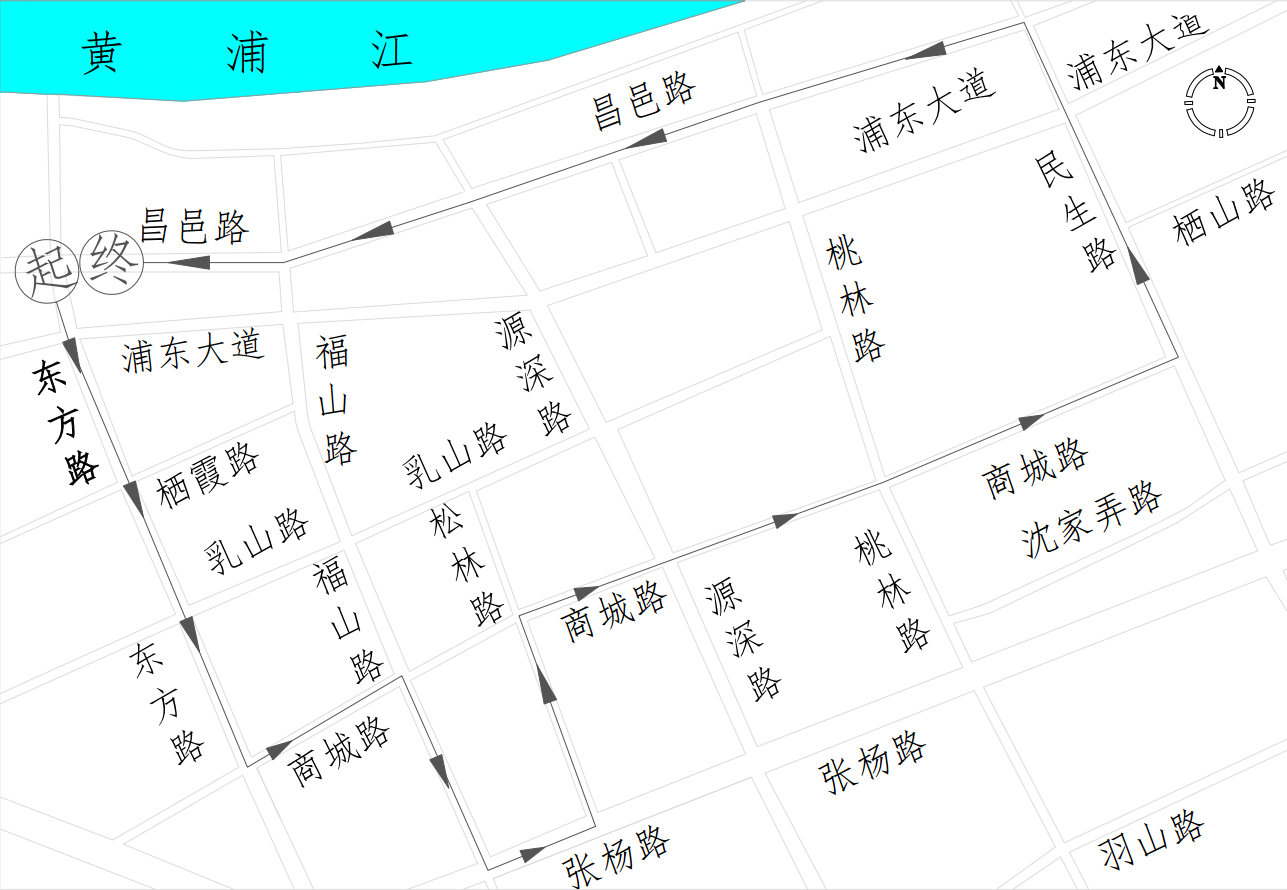 黄浦江
浦东大道
昌邑路
N
浦东大道
民生路
栖山路
昌邑路
起
终
桃林路
浦东大道
福山路
源深路
东方路
乳山路
栖霞路
商城路
沈家弄路
松林路
乳山路
福山路
桃林路
商城路
源深路
东方路
商城路
张杨路
张杨路
羽山路